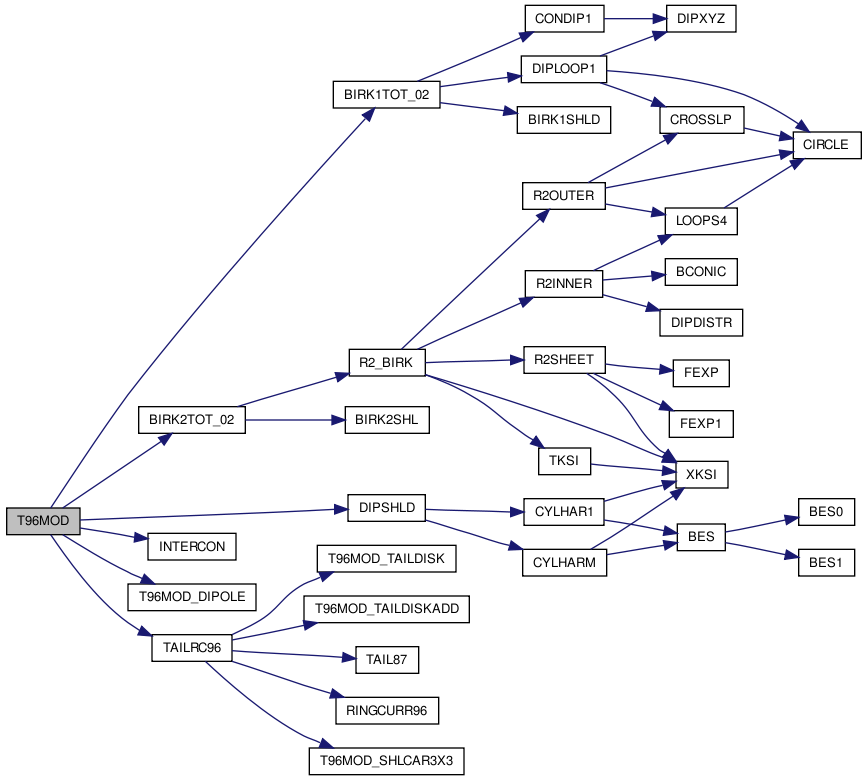 CONDIP1
DIPXYZ
DIPLOOP1
BIRK1TOT_02
BIRK1SHLD
CROSSLP
CIRCLE
R2OUTER
LOOPS4
BCONIC
R2INNER
DIPDISTR
R2_BIRK
R2SHEET
FEXP
BIRK2TOT_02
BIRK2SHL
FEXP1
TKSI
XKSI
T96MOD
DIPSHLD
CYLHAR1
BES0
BES
INTERCON
T96MOD_TAILDISK
CYLHARM
BES1
T96MOD_DIPOLE
T96MOD_TAILDISKADD
TAILRC96
TAIL87
RINGCURR96
T96MOD_SHLCAR3X3